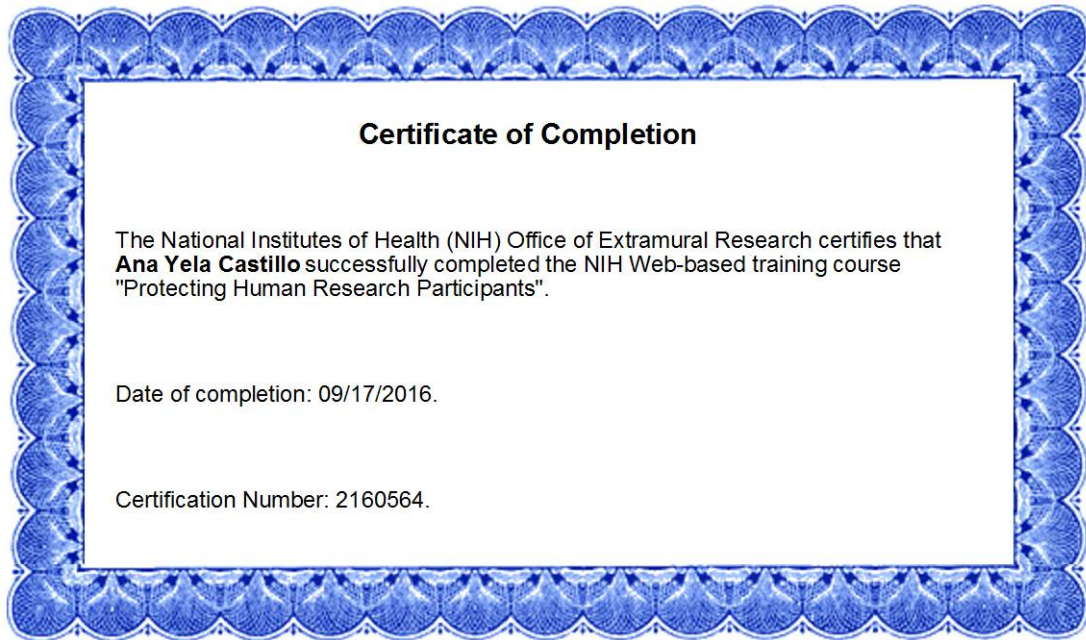 Certificate of Completion
The National Institutes of Health (NIH) Office of Extramural Research certifies that
Ana Yela Castillo successfully completed the NIH Web-based training course
"Protecting Human Research Participants".
Date of completion: 09/17/2016.
Certification Number: 2160564.